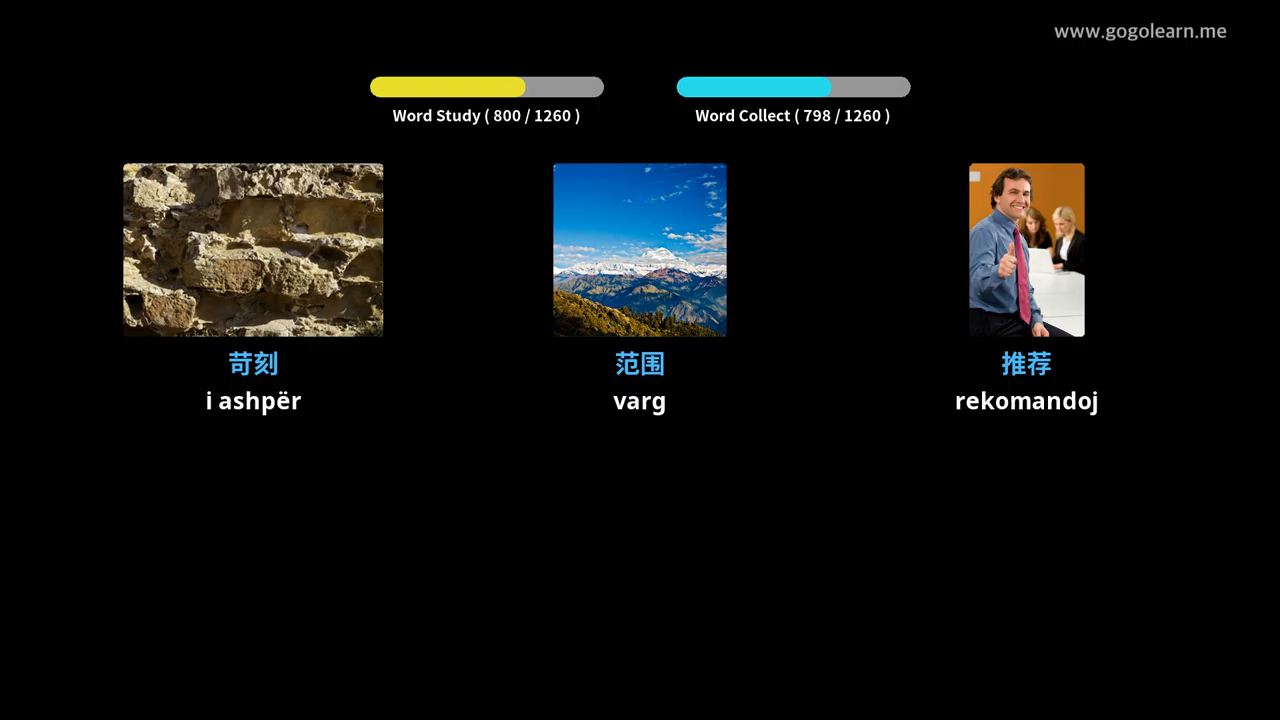 www.gogolearn.me
Word Study ( 800 / 1260 )
Word Collect ( 798 / 1260 )
苛刻
范围
推荐
i ashpër
varg
rekomandoj